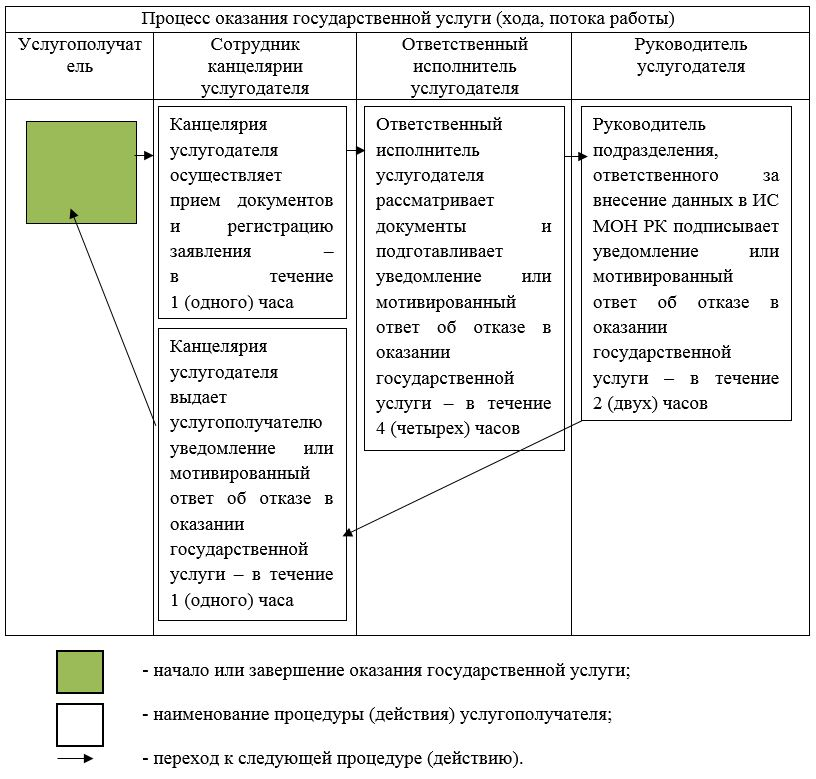 Процесс оказания государственной услуги (хода, потока работы)
Услугополучат
ель
Сотрудник
канцелярии
услугодателя
Ответственный
исполнитель
услугодателя
Руководитель
услугодателя
Канцелярия
услугодателя
осуществляет
прием документов
и регистрацию
заявления –
в течение
1 (одного) часа
Ответственный
исполнитель
услугодателя
рассматривает
документы и
подготавливает
уведомление или
мотивированный
ответ об отказе в
оказании
государственной
услуги – в течение
4 (четырех) часов
Руководитель
подразделения,
ответственного за
внесение данных в ИС
МОН РК подписывает
уведомление или
мотивированный
ответ об отказе в
оказании
государственной
услуги – в течение
2 (двух) часов
Канцелярия
услугодателя
выдает
услугополучателю
уведомление или
мотивированный
ответ об отказе в
оказании
государственной
услуги – в течение
1 (одного) часа
- начало или завершение оказания государственной услуги;
- наименование процедуры (действия) услугополучателя;
- переход к следующей процедуре (действию).